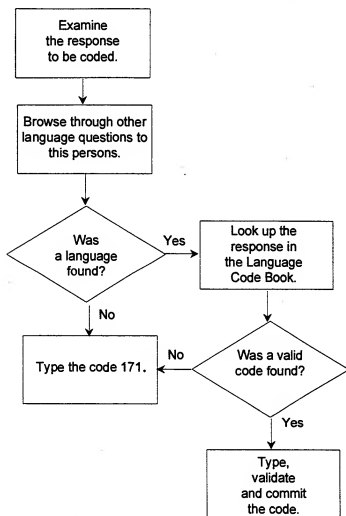 Examine
the response
to be coded.
Browse through other
language questions to
this persons.
Was
a language
found?
Yes
Look up the
response in
the Language
Code Book.
No
Type the code 171.
No
Was a valid
code found?
Yes
Type,
validate
and commit
the code.